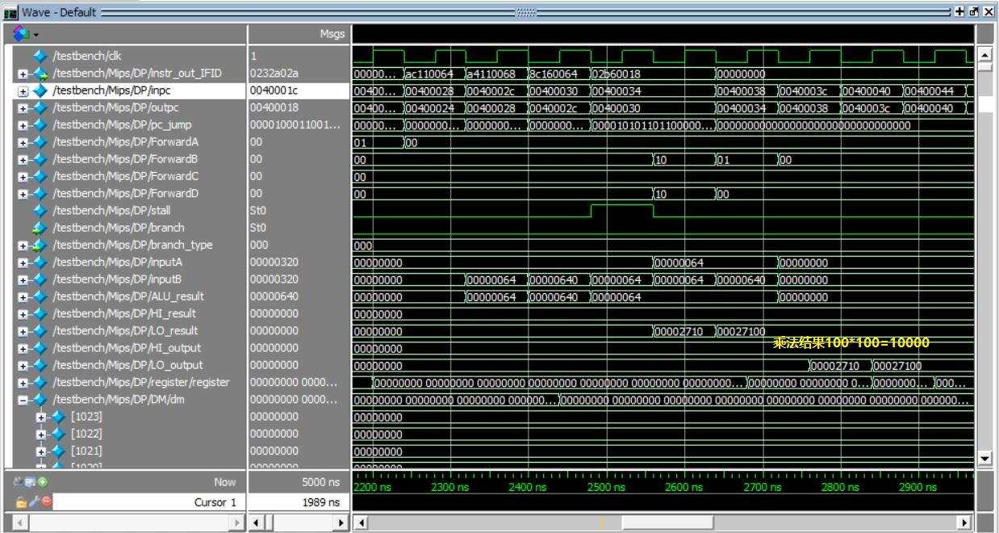 Wave - Default
Msgs
/testbench/clk 1
/testbench/Mips/DP/instr_out_IFID 0232a02a 00000... ac110064 a4110068 8c160064 02b60018 00000000
/testbench/Mips/DP/inpc 0040001c 00400... 00400028 0040002c 00400030 00400034 00400038 0040003c 00400040 00400044
/testbench/Mips/DP/outpc 00400018 00400... 00400024 00400028 0040002c 00400030 00400034 00400038 0040003c 00400040
/testbench/Mips/DP/pc_jump 0000100011001... 00000... 0000000... 0000000... 0000000... 000010101101100000... 00000000000000000000000000000000
/testbench/Mips/DP/ForwardA 00 01 00
/testbench/Mips/DP/ForwardB 00 00 10 01 00
/testbench/Mips/DP/ForwardC 00 00
/testbench/Mips/DP/ForwardD 00 00 10 00
/testbench/Mips/DP/stall St0
/testbench/Mips/DP/branch St0
/testbench/Mips/DP/branch_type 000 000
/testbench/Mips/DP/inputA 00000320 00000000 00000064 00000000
/testbench/Mips/DP/inputB 00000320 00000000 00000064 00000640 00000064 00000064 00000640 00000000
/testbench/Mips/DP/ALU_result 00000640 00000000 00000064 00000640 00000064 00000000
/testbench/Mips/DP/HI_result 00000000 00000000
/testbench/Mips/DP/LO_result 00000000 00000000 00002710 00027100
乘法结果100*100=10000
/testbench/Mips/DP/HI_output 00000000 00000000
/testbench/Mips/DP/LO_output 00000000 00000000 00002710 00027100
/testbench/Mips/DP/register/register 00000000 0000... 00000000 00000000 00000000 00000000 00000000 00000000 00000000... 00000000 00000000 0... 0000000... 000...
/testbench/Mips/DP/DM/dm 00000000 0000... 00000000 00000000 00000000 000000... 00000000 00000000 00000000 00000000 00000000 00000000 00000000 000000...
[1023] 00000000 00000000
[1022] 00000000 00000000
[1021] 00000000 00000000
Now 5000 ns 2200 ns 2300 ns 2400 ns 2500 ns 2600 ns 2700 ns 2800 ns 2900 ns
Cursor 1 1989 ns